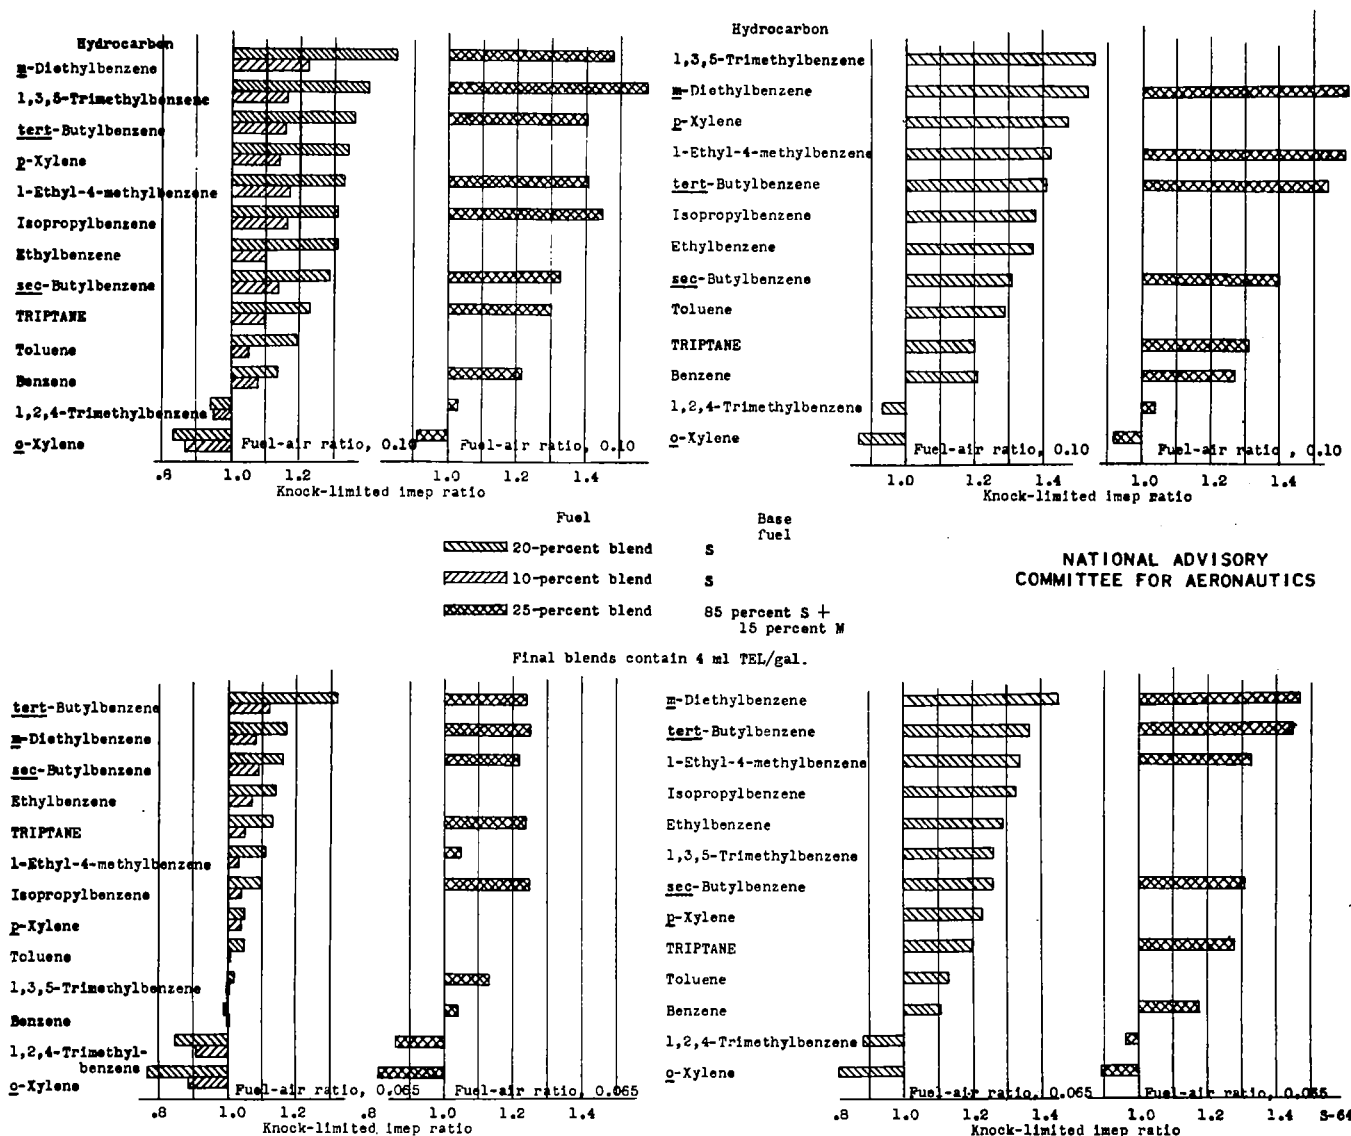 Hydrocarbon
m-Diethylbenzene
1,3,5-Trimethylbenzene
tert-Butylbenzene
p-Xylene
1-Ethyl-4-methylbenzene
Isopropylbenzene
Ethylbenzene
sec-Butylbenzene
TRIPTANE
Toluene
Benzene
1,2,4-Trimethylbenzene
o-Xylene
Fuel-air ratio, 0.10
Fuel-air ratio, 0.10
.8 1.0 1.2 1.0 1.2 1.4
Knock-limited imep ratio
Hydrocarbon
1,3,5-Trimethylbenzene
m-Diethylbenzene
p-Xylene
1-Ethyl-4-methylbenzene
tert-Butylbenzene
Isopropylbenzene
Ethylbenzene
sec-Butylbenzene
Toluene
TRIPTANE
Benzene
1,2,4-Trimethylbenzene
o-Xylene
Fuel-air ratio, 0.10
Fuel-air ratio , 0.10
1.0 1.2 1.4 1.0 1.2 1.4
Knock-limited imep ratio
Fuel Base fuel
20-percent blend S
10-percent blend S
25-percent blend 85 percent S +
15 percent M
Final blends contain 4 ml TEL/gal.
NATIONAL ADVISORY
COMMITTEE FOR AERONAUTICS
tert-Butylbenzene
m-Diethylbenzene
sec-Butylbenzene
Ethylbenzene
TRIPTANE
1-Ethyl-4-methylbenzene
Isopropylbenzene
p-Xylene
Toluene
1,3,5-Trimethylbenzene
Benzene
1,2,4-Trimethyl-
benzene
o-Xylene
Fuel-air ratio, 0.065
Fuel-air ratio, 0.065
.8 1.0 1.2 .8 1.0 1.2
Knock-limited imep ratio
m-Diethylbenzene
tert-Butylbenzene
1-Ethyl-4-methylbenzene
Isopropylbenzene
Ethylbenzene
1,3,5-Trimethylbenzene
sec-Butylbenzene
p-Xylene
TRIPTANE
Toluene
Benzene
1,2,4-Trimethylbenzene
o-Xylene
Fuel-air ratio, 0.065
Fuel-air ratio, 0.065
.8 1.0 1.2 1.4 1.0 1.2 1.4 S-64
Knock-limited imep ratio